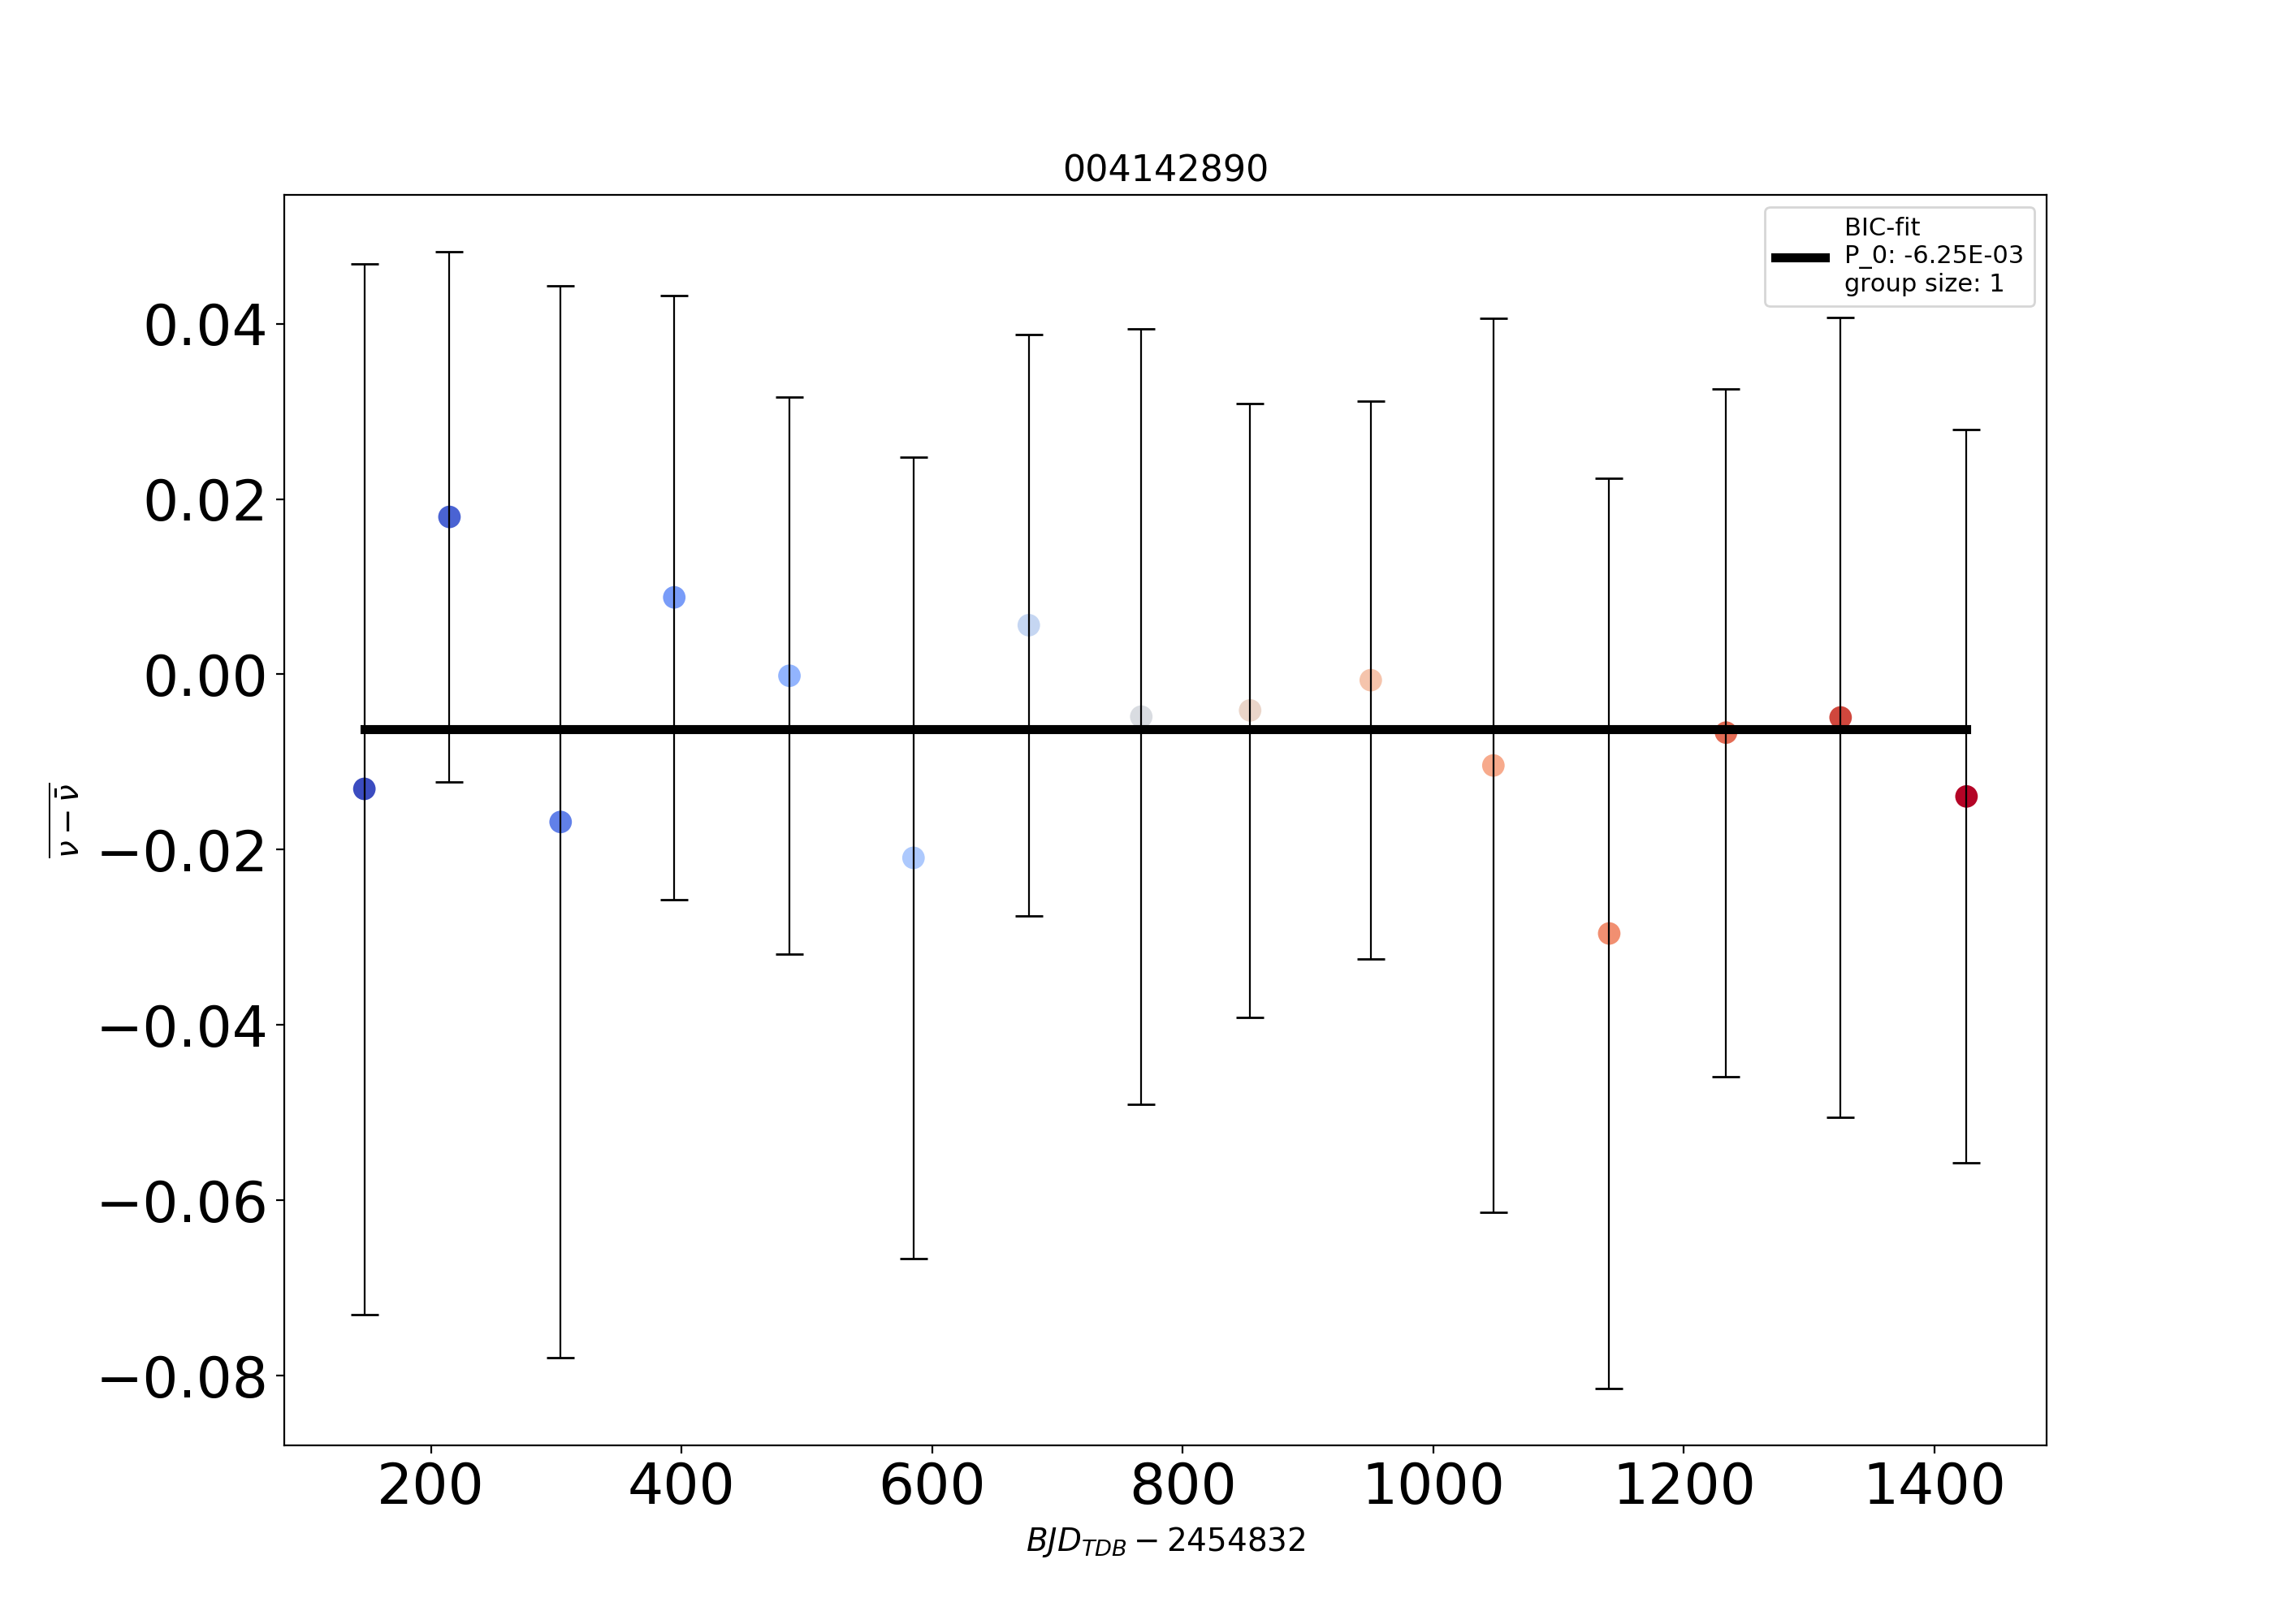 004142890
BIC-fit
P_0: -6.25E-03
group size: 1
0.04
0.02
0.00
−0.02
−0.04
−0.06
−0.08
ν − ν̄
200 400 600 800 1000 1200 1400
BJD_TDB − 2454832